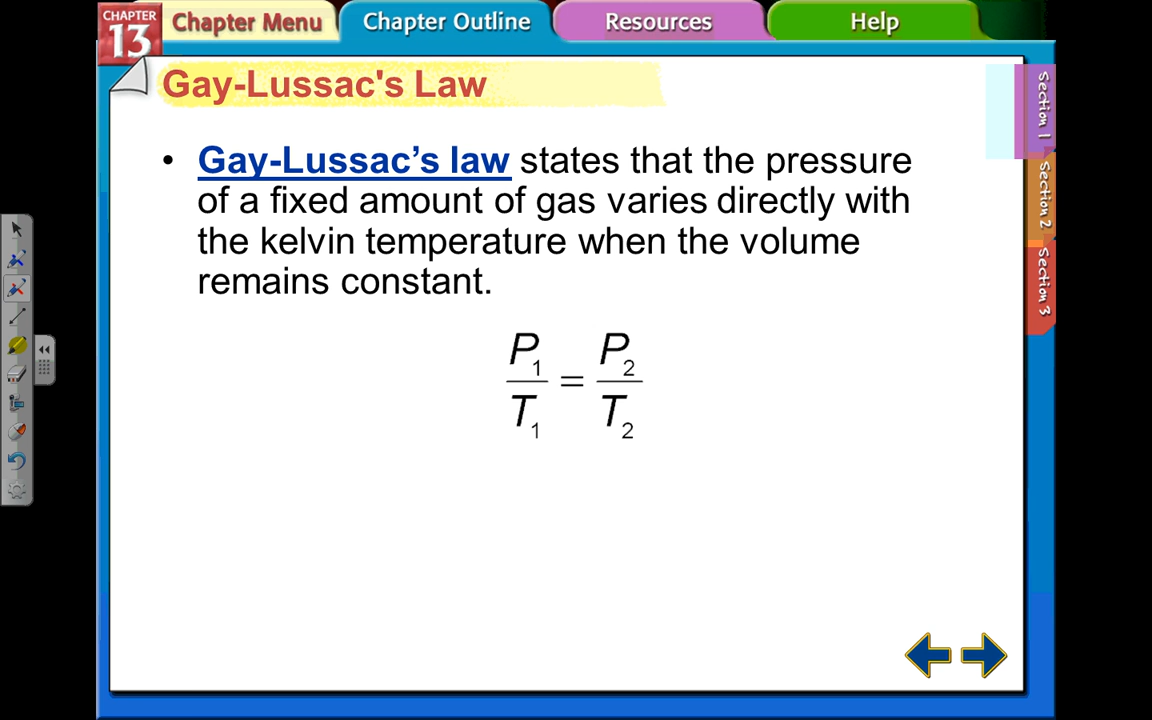 CHAPTER
13
Chapter Menu
Chapter Outline
Resources
Help
Gay-Lussac's Law
Section 1
Section 2
Section 3
• Gay-Lussac’s law states that the pressure
of a fixed amount of gas varies directly with
the kelvin temperature when the volume
remains constant.
P₁/T₁ = P₂/T₂